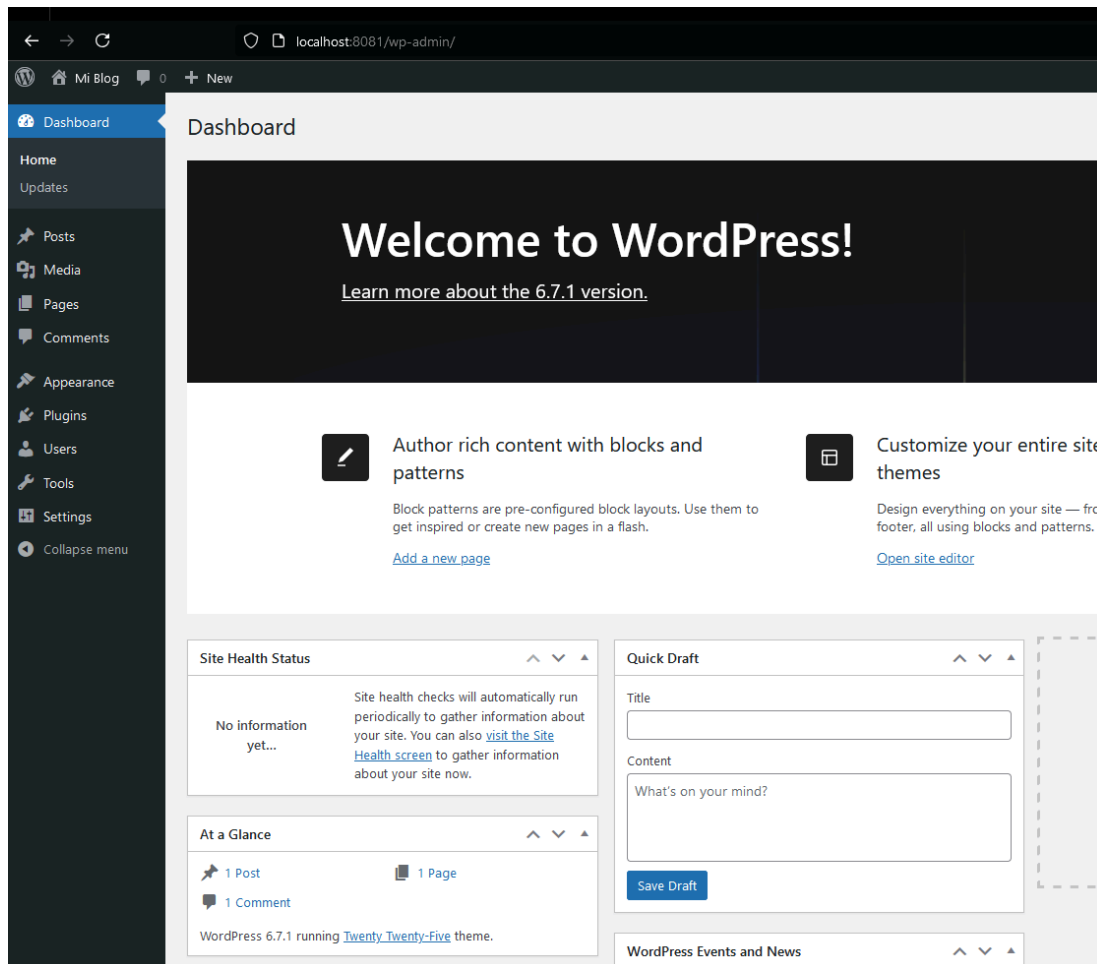 localhost:8081/wp-admin/
Mi Blog 0 New
Dashboard
Home
Updates
Posts
Media
Pages
Comments
Appearance
Plugins
Users
Tools
Settings
Collapse menu
Dashboard
Welcome to WordPress!
Learn more about the 6.7.1 version.
Author rich content with blocks and
patterns
Block patterns are pre-configured block layouts. Use them to
get inspired or create new pages in a flash.
Add a new page
Customize your entire site
themes
Design everything on your site — fro
footer, all using blocks and patterns.
Open site editor
Site Health Status
No information
yet...
Site health checks will automatically run
periodically to gather information about
your site. You can also visit the Site
Health screen to gather information
about your site now.
At a Glance
1 Post
1 Page
1 Comment
WordPress 6.7.1 running Twenty Twenty-Five theme.
Quick Draft
Title
Content
What's on your mind?
Save Draft
WordPress Events and News